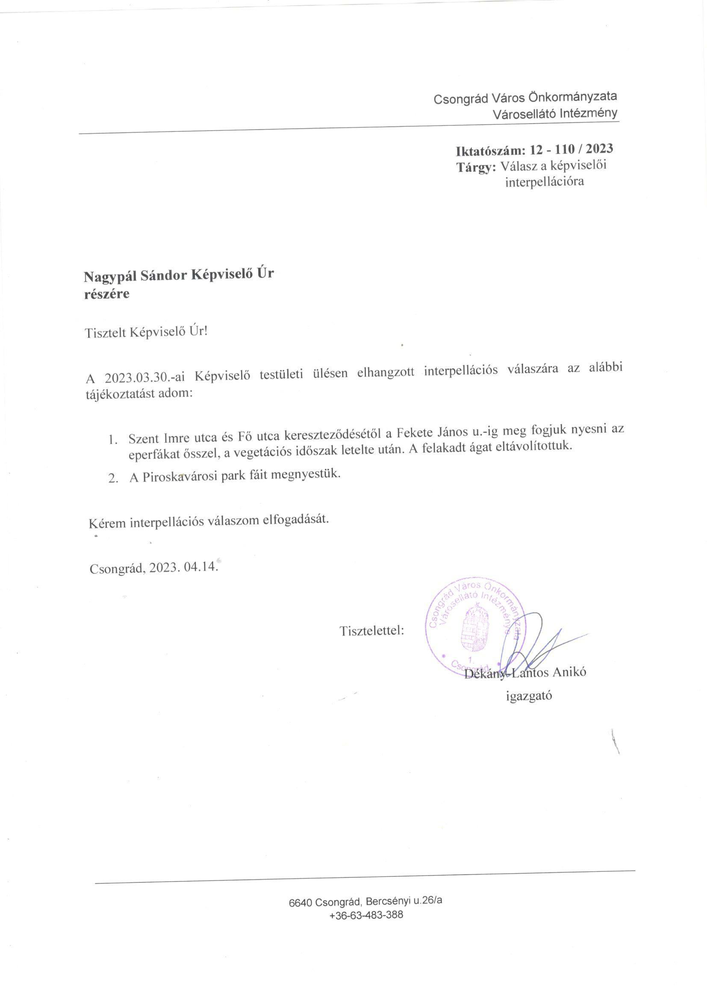 Csongrád Város Önkormányzata
Városellátó Intézmény
Iktatószám: 12 - 110 / 2023
Tárgy: Válasz a képviselői
interpellációra
Nagypál Sándor Képviselő Úr
részére
Tisztelt Képviselő Úr!
A 2023.03.30.-ai Képviselő testületi ülésen elhangzott interpellációs válaszára az alábbi
tájékoztatást adom:
1. Szent Imre utca és Fő utca kereszteződésétől a Fekete János u.-ig meg fogjuk nyesni az
eperfákat ősszel, a vegetációs időszak letelte után. A felakadt ágat eltávolítottuk.
2. A Piroskavárosi park fáit megnyestük.
Kérem interpellációs válaszom elfogadását.
Csongrád, 2023. 04.14.
Csongrád Város Önkormányzata
Városellátó Intézménye
1.
Csongrád
Tisztelettel:
Dékány-Lantos Anikó
igazgató
6640 Csongrád, Bercsényi u.26/a
+36-63-483-388